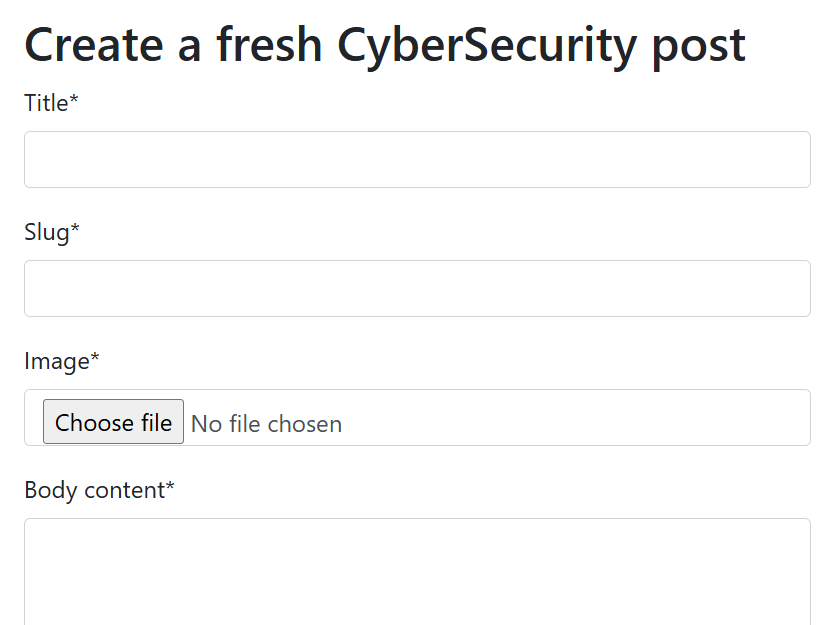 Create a fresh CyberSecurity post
Title*
Slug*
Image*
Choose file No file chosen
Body content*